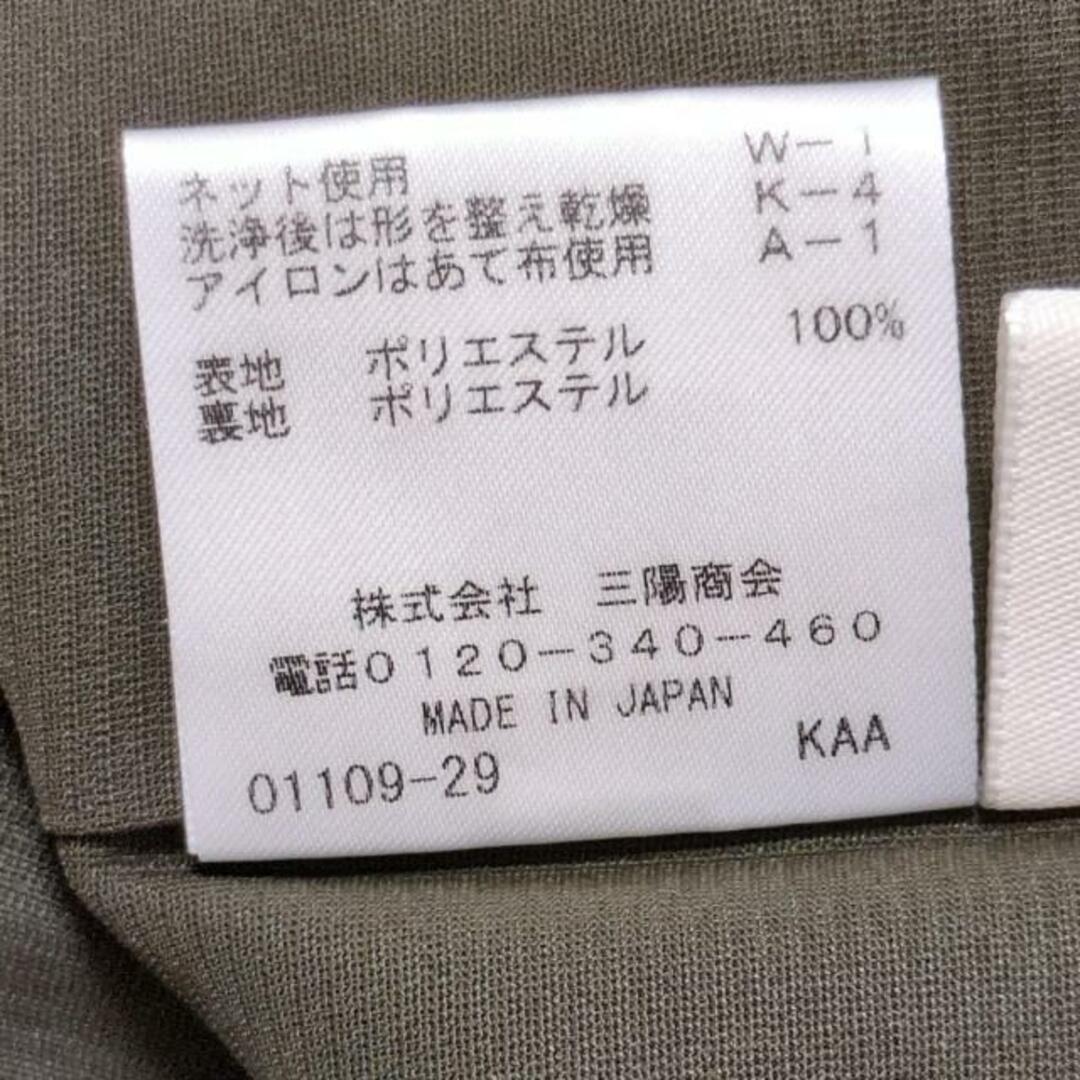 ネット使用 W－1
洗浄後は形を整え乾燥 K－4
アイロンはあて布使用 A－1
表地 ポリエステル 100%
裏地 ポリエステル
株式会社 三陽商会
電話0120－340－460
MADE IN JAPAN
01109-29 KAA